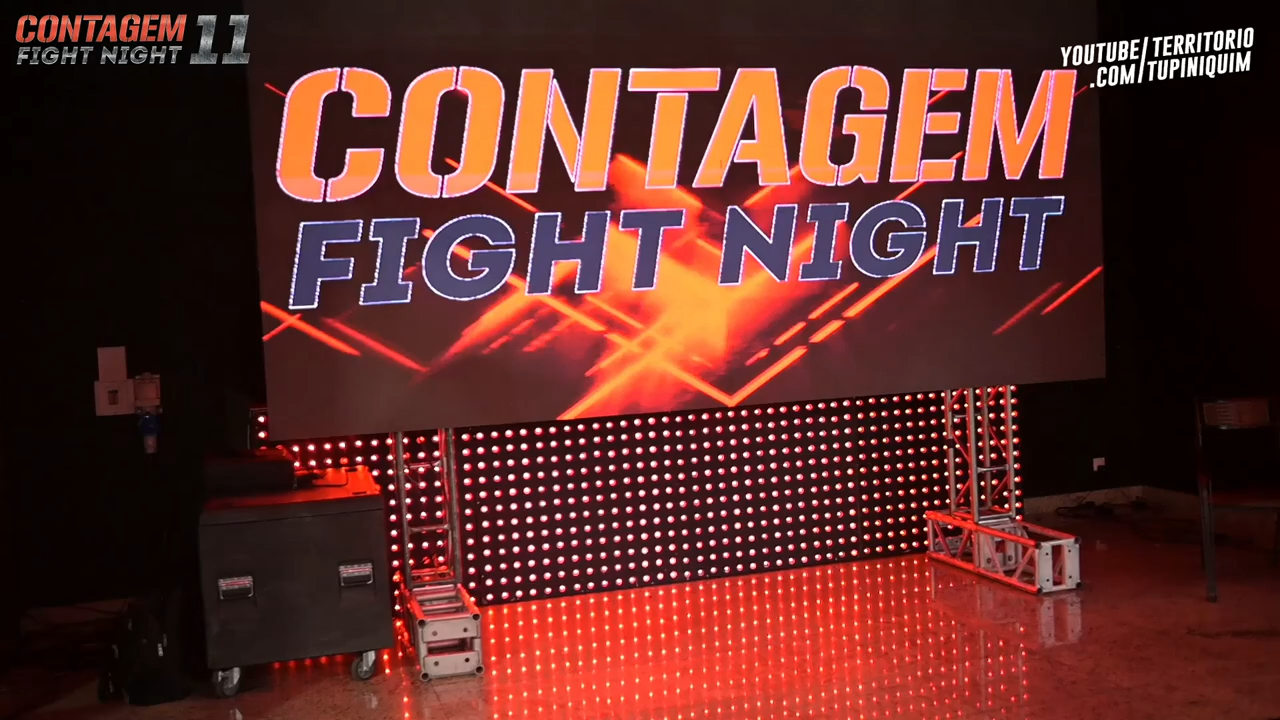 CONTAGEM
FIGHT NIGHT 11
YOUTUBE/TERRITORIO
.COM/TUPINIQUIM
CONTAGEM
FIGHT NIGHT